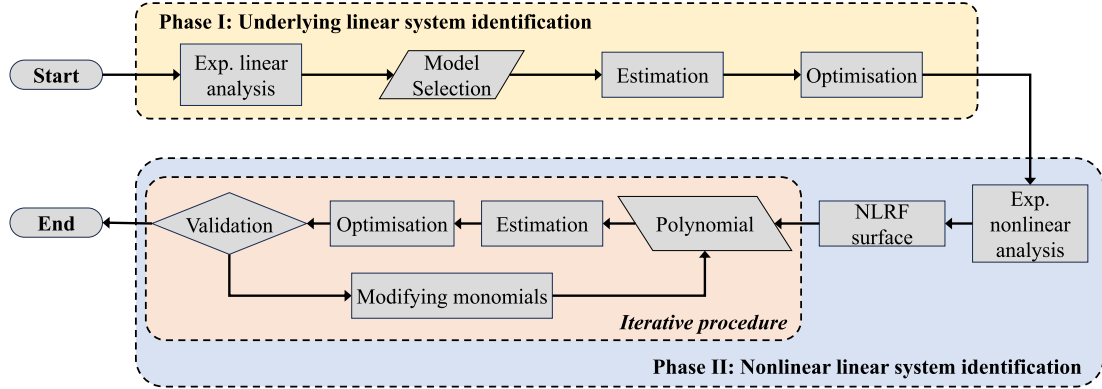 Phase I: Underlying linear system identification
Start
Exp. linear
analysis
Model
Selection
Estimation
Optimisation
Exp.
nonlinear
analysis
NLRF
surface
Polynomial
Estimation
Optimisation
Validation
End
Modifying monomials
Iterative procedure
Phase II: Nonlinear linear system identification